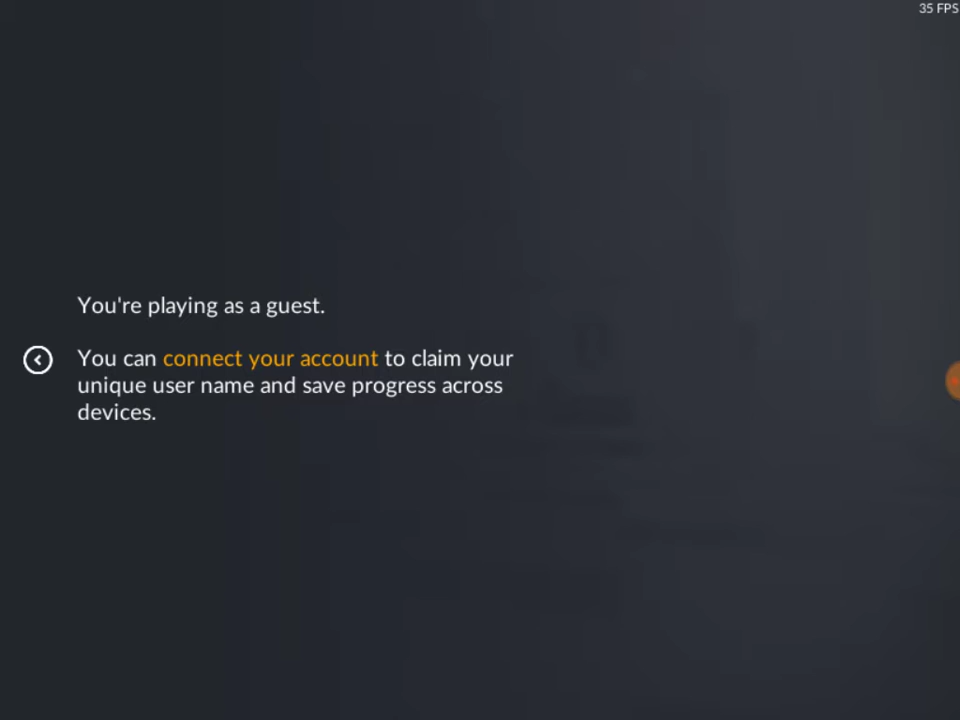 35 FPS
You're playing as a guest.
You can connect your account to claim your
unique user name and save progress across
devices.